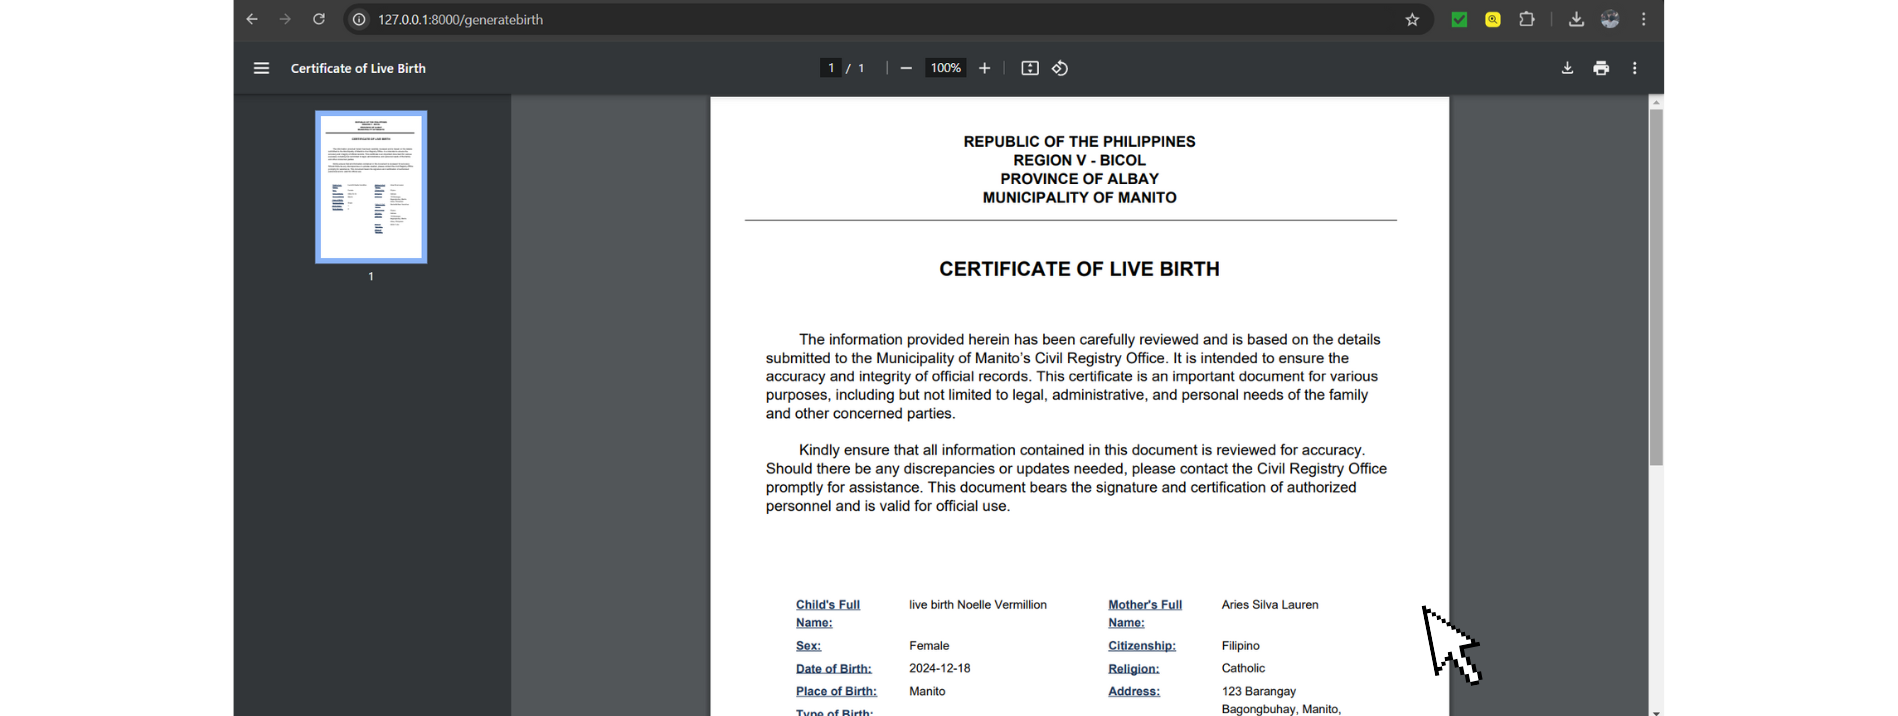 127.0.0.1:8000/generatebirth
Certificate of Live Birth
1 / 1
100%
1
REPUBLIC OF THE PHILIPPINES
REGION V - BICOL
PROVINCE OF ALBAY
MUNICIPALITY OF MANITO
CERTIFICATE OF LIVE BIRTH
The information provided herein has been carefully reviewed and is based on the details
submitted to the Municipality of Manito's Civil Registry Office. It is intended to ensure the
accuracy and integrity of official records. This certificate is an important document for various
purposes, including but not limited to legal, administrative, and personal needs of the family
and other concerned parties.
Kindly ensure that all information contained in this document is reviewed for accuracy.
Should there be any discrepancies or updates needed, please contact the Civil Registry Office
promptly for assistance. This document bears the signature and certification of authorized
personnel and is valid for official use.
Child's Full Name: live birth Noelle Vermillion
Mother's Full Name: Aries Silva Lauren
Sex: Female
Citizenship: Filipino
Date of Birth: 2024-12-18
Religion: Catholic
Place of Birth: Manito
Address: 123 Barangay
Bagongbuhay, Manito,
Type of Birth: